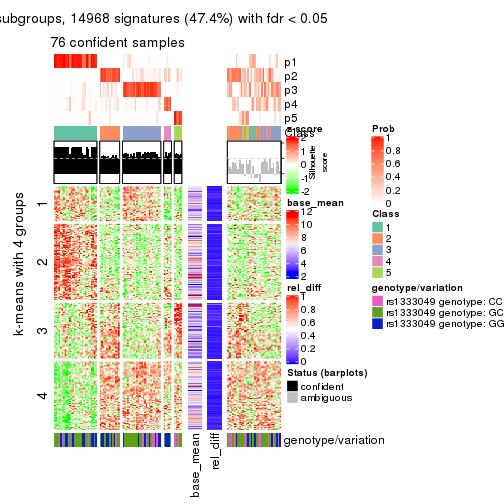 subgroups, 14968 signatures (47.4%) with fdr < 0.05
76 confident samples
p1
p2
p3
p4
p5
Class
Silhouette score
1
2
3
4
k-means with 4 groups
genotype/variation
base_mean
rel_diff
z-score
2
1
0
-1
-2
base_mean
12
10
8
6
4
2
rel_diff
1
0.8
0.6
0.4
0.2
0
Status (barplots)
confident
ambiguous
Prob
1
0.8
0.6
0.4
0.2
0
Class
1
2
3
4
5
genotype/variation
rs1333049 genotype: CC
rs1333049 genotype: GC
rs1333049 genotype: GG